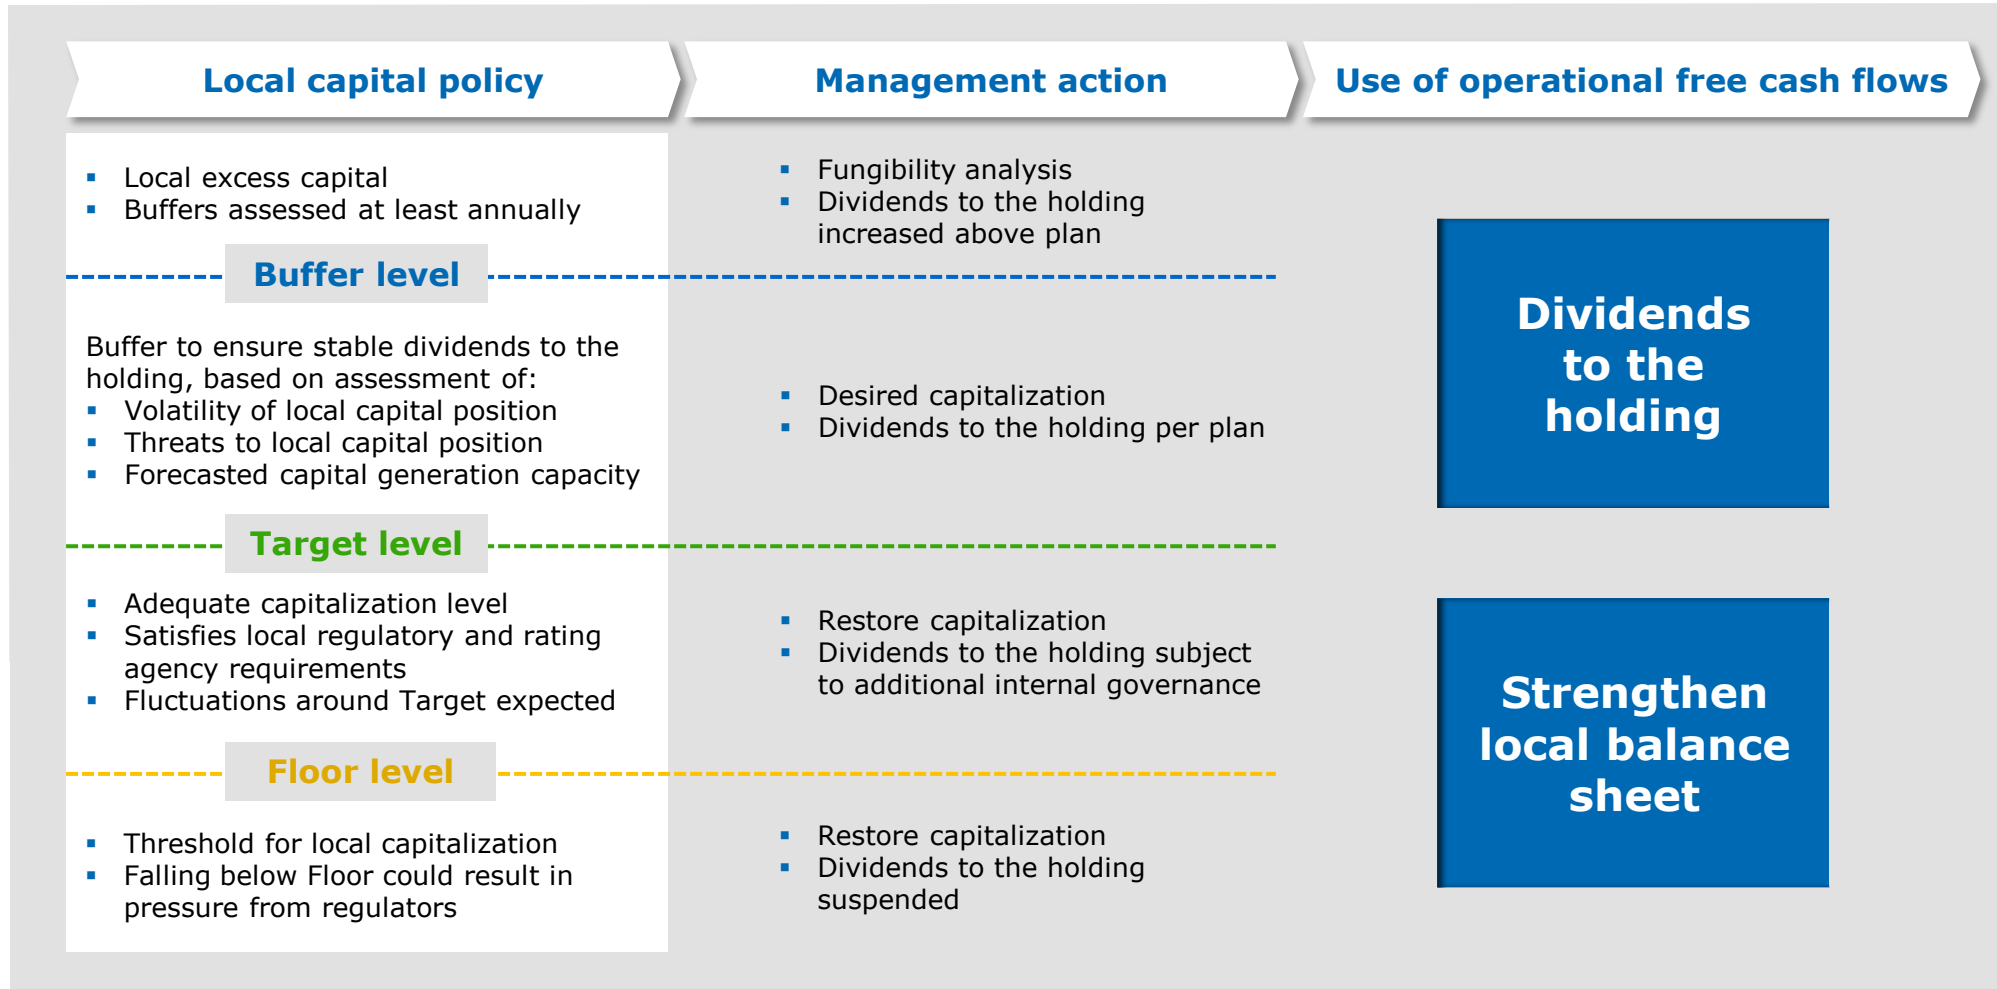 Local capital policy
Management action
Use of operational free cash flows
▪ Local excess capital
▪ Buffers assessed at least annually
▪ Fungibility analysis
▪ Dividends to the holding
increased above plan
Buffer level
Buffer to ensure stable dividends to the
holding, based on assessment of:
▪ Volatility of local capital position
▪ Threats to local capital position
▪ Forecasted capital generation capacity
▪ Desired capitalization
▪ Dividends to the holding per plan
Dividends
to the
holding
Target level
▪ Adequate capitalization level
▪ Satisfies local regulatory and rating
agency requirements
▪ Fluctuations around Target expected
▪ Restore capitalization
▪ Dividends to the holding subject
to additional internal governance
Floor level
▪ Threshold for local capitalization
▪ Falling below Floor could result in
pressure from regulators
▪ Restore capitalization
▪ Dividends to the holding
suspended
Strengthen
local balance
sheet